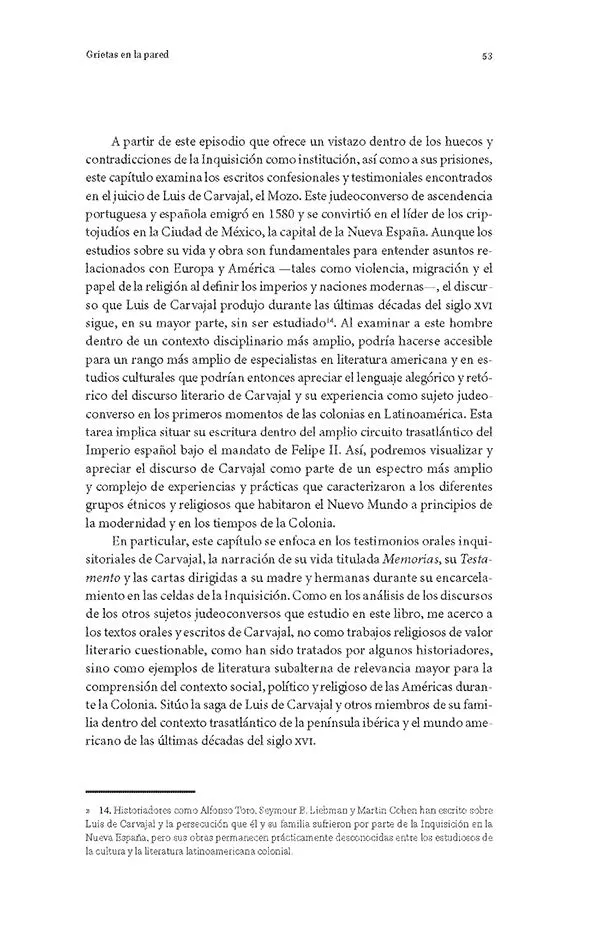 Grietas en la pared 53
A partir de este episodio que ofrece un vistazo dentro de los huecos y
contradicciones de la Inquisición como institución, así como a sus prisiones,
este capítulo examina los escritos confesionales y testimoniales encontrados
en el juicio de Luis de Carvajal, el Mozo. Este judeoconverso de ascendencia
portuguesa y española emigró en 1580 y se convirtió en el líder de los crip-
tojudíos en la Ciudad de México, la capital de la Nueva España. Aunque los
estudios sobre su vida y obra son fundamentales para entender asuntos re-
lacionados con Europa y América —tales como violencia, migración y el
papel de la religión al definir los imperios y naciones modernas—, el discur-
so que Luis de Carvajal produjo durante las últimas décadas del siglo XVI
sigue, en su mayor parte, sin ser estudiado¹⁴. Al examinar a este hombre
dentro de un contexto disciplinario más amplio, podría hacerse accesible
para un rango más amplio de especialistas en literatura americana y en es-
tudios culturales que podrían entonces apreciar el lenguaje alegórico y retó-
rico del discurso literario de Carvajal y su experiencia como sujeto judeo-
converso en los primeros momentos de las colonias en Latinoamérica. Esta
tarea implica situar su escritura dentro del amplio circuito trasatlántico del
Imperio español bajo el mandato de Felipe II. Así, podremos visualizar y
apreciar el discurso de Carvajal como parte de un espectro más amplio
y complejo de experiencias y prácticas que caracterizaron a los diferentes
grupos étnicos y religiosos que habitaron el Nuevo Mundo a principios de
la modernidad y en los tiempos de la Colonia.
En particular, este capítulo se enfoca en los testimonios orales inqui-
sitoriales de Carvajal, la narración de su vida titulada Memorias, su Testa-
mento y las cartas dirigidas a su madre y hermanas durante su encarcela-
miento en las celdas de la Inquisición. Como en los análisis de los discursos
de los otros sujetos judeoconversos que estudio en este libro, me acerco a
los textos orales y escritos de Carvajal, no como trabajos religiosos de valor
literario cuestionable, como han sido tratados por algunos historiadores,
sino como ejemplos de literatura subalterna de relevancia mayor para la
comprensión del contexto social, político y religioso de las Américas duran-
te la Colonia. Sitúo la saga de Luis de Carvajal y otros miembros de su fami-
lia dentro del contexto trasatlántico de la península ibérica y el mundo ame-
ricano de las últimas décadas del siglo XVI.
14. Historiadores como Alfonso Toro, Seymour B. Liebman y Martin Cohen han escrito sobre
Luis de Carvajal y la persecución que él y su familia sufrieron por parte de la Inquisición en la
Nueva España, pero sus obras permanecen prácticamente desconocidas entre los estudiosos de
la cultura y la literatura latinoamericana colonial.